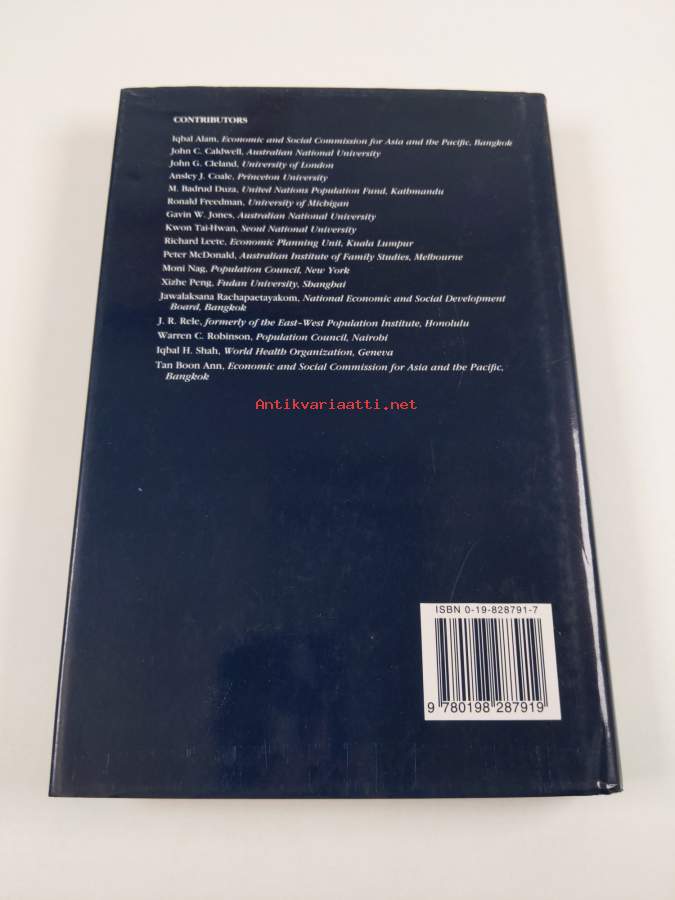 CONTRIBUTORS
Iqbal Alam, Economic and Social Commission for Asia and the Pacific, Bangkok
John C. Caldwell, Australian National University
John G. Cleland, University of London
Ansley J. Coale, Princeton University
M. Badrud Duza, United Nations Population Fund, Kathmandu
Ronald Freedman, University of Michigan
Gavin W. Jones, Australian National University
Kwon Tai-Hwan, Seoul National University
Richard Leete, Economic Planning Unit, Kuala Lumpur
Peter McDonald, Australian Institute of Family Studies, Melbourne
Moni Nag, Population Council, New York
Xizhe Peng, Fudan University, Shanghai
Jawalaksana Rachapaetayakom, National Economic and Social Development
Board, Bangkok
J. R. Rele, formerly of the East–West Population Institute, Honolulu
Warren C. Robinson, Population Council, Nairobi
Iqbal H. Shah, World Health Organization, Geneva
Tan Boon Ann, Economic and Social Commission for Asia and the Pacific,
Bangkok
Antikvariaatti.net
ISBN 0-19-828791-7
9 780198 287919